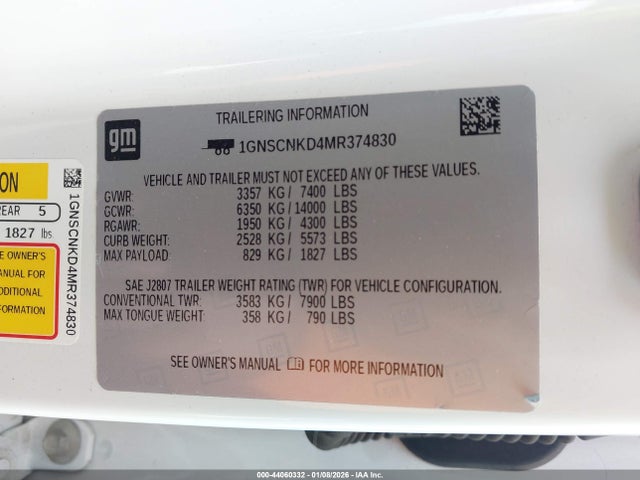 TRAILERING INFORMATION
gm
1GNSCNKD4MR374830
VEHICLE AND TRAILER MUST NOT EXCEED ANY OF THESE VALUES.
GVWR: 3357 KG / 7400 LBS
GCWR: 6350 KG / 14000 LBS
RGAWR: 1950 KG / 4300 LBS
CURB WEIGHT: 2528 KG / 5573 LBS
MAX PAYLOAD: 829 KG / 1827 LBS
SAE J2807 TRAILER WEIGHT RATING (TWR) FOR VEHICLE CONFIGURATION.
CONVENTIONAL TWR: 3583 KG / 7900 LBS
MAX TONGUE WEIGHT: 358 KG / 790 LBS
SEE OWNER'S MANUAL FOR MORE INFORMATION
ON
REAR 5
1827 lbs.
E OWNER'S
ANUAL FOR
DDITIONAL
FORMATION
1GNSCNKD4MR374830
000-44060332 - 01/08/2026 - IAA Inc.